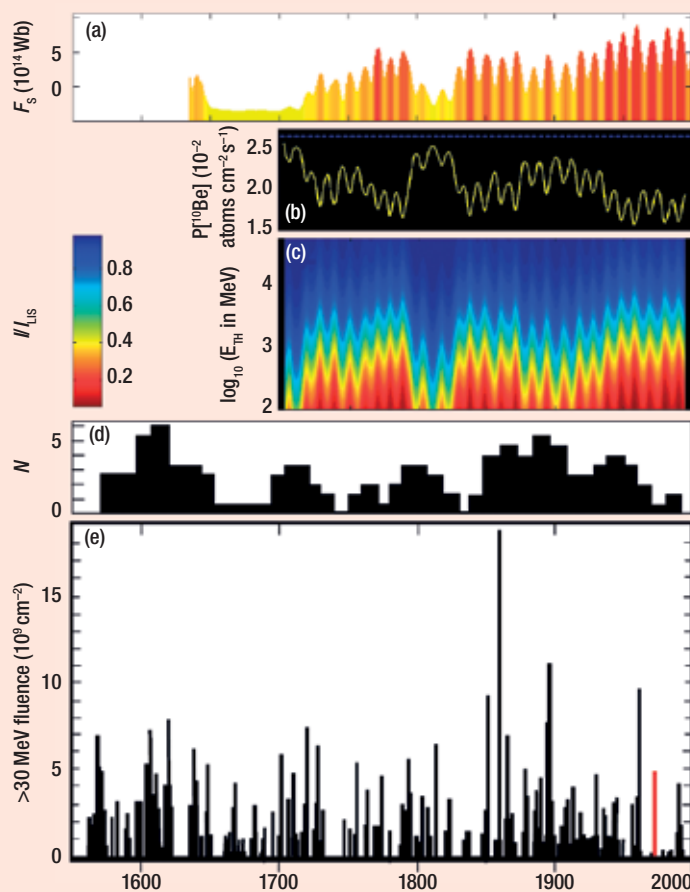 (a)
F_S (10^14 Wb)
5
0
P[^10Be] (10^−2
atoms cm^−2 s^−1)
2.5
2.0
1.5
(b)
I/I_LIS
0.8
0.6
0.4
0.2
(c)
log_10 (E_TH in MeV)
4
3
2
(d)
N
5
0
(e)
>30 MeV fluence (10^9 cm^−2)
15
10
5
0
1600 1700 1800 1900 2000